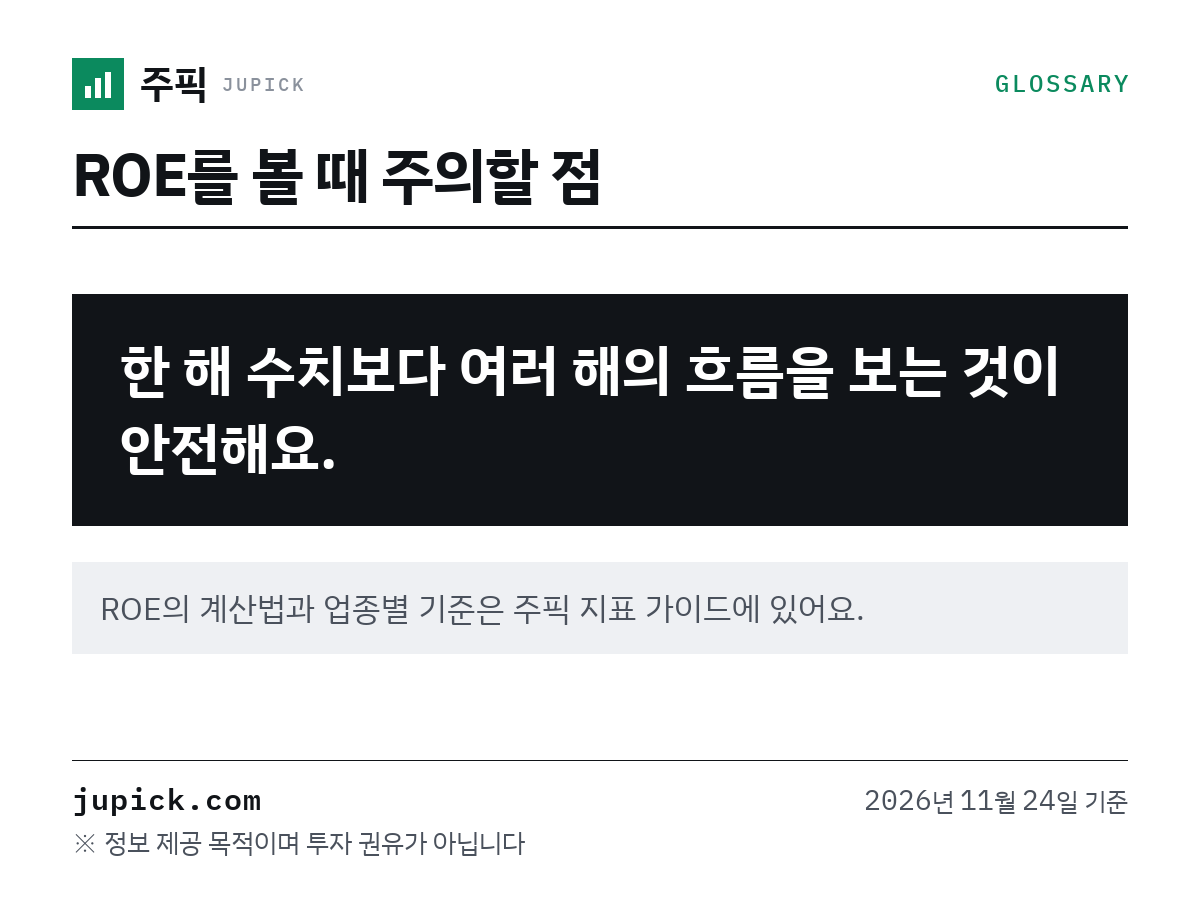 주픽 JUPICK
GLOSSARY
ROE를 볼 때 주의할 점
한 해 수치보다 여러 해의 흐름을 보는 것이
안전해요.
ROE의 계산법과 업종별 기준은 주픽 지표 가이드에 있어요.
jupick.com
2026년 11월 24일 기준
※ 정보 제공 목적이며 투자 권유가 아닙니다